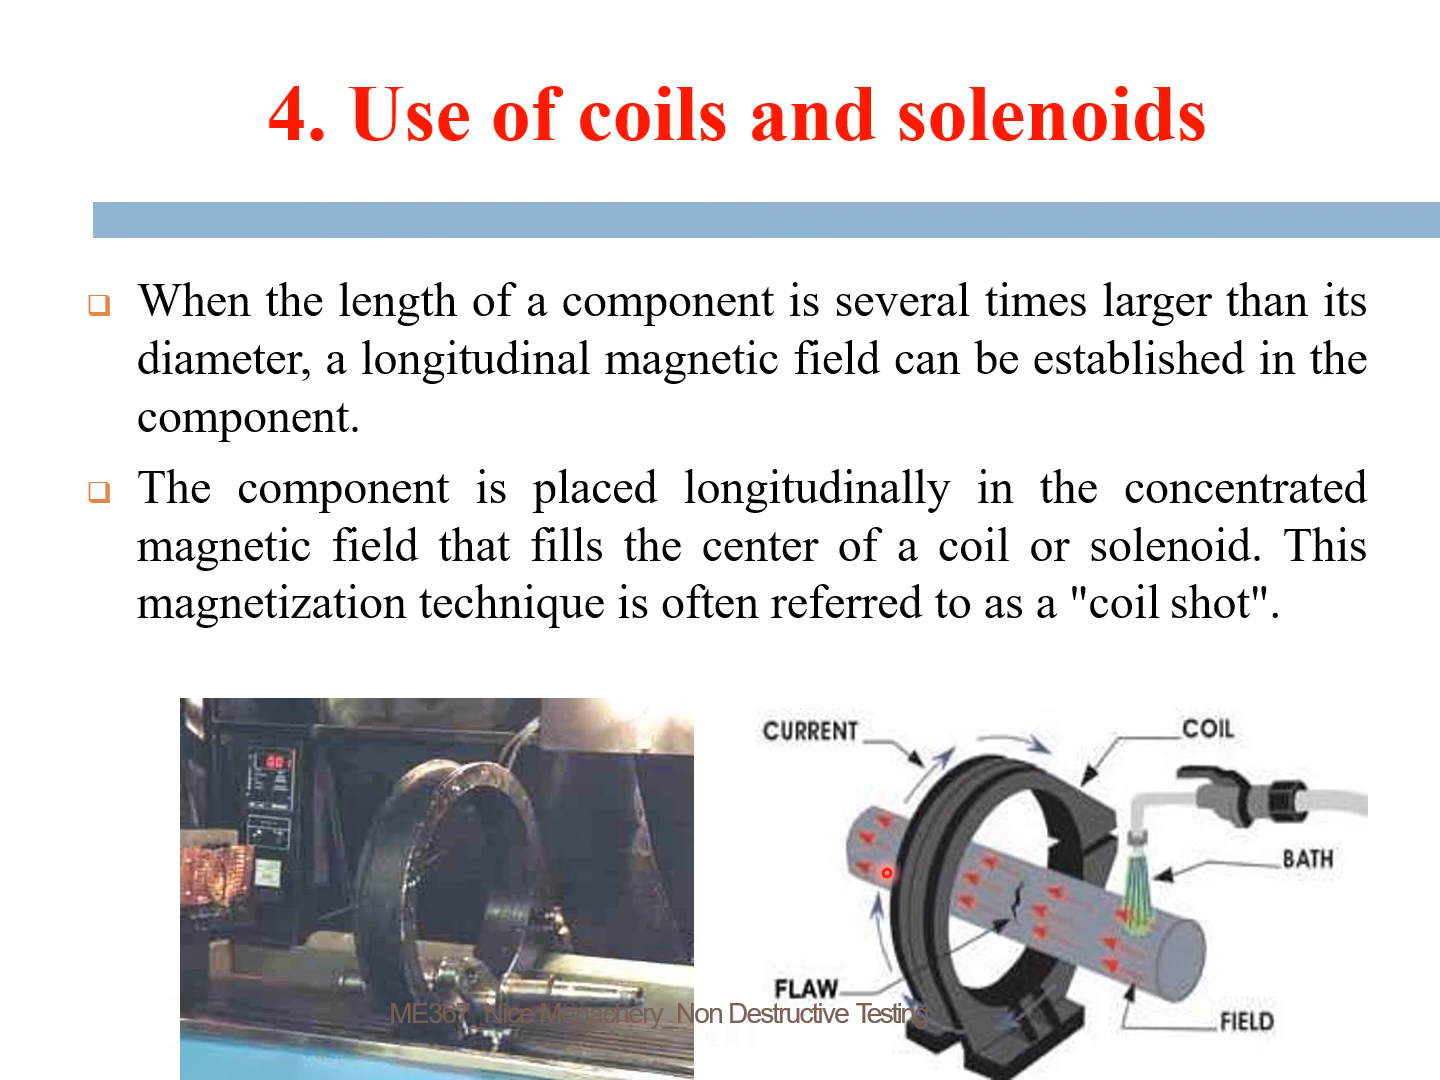 4. Use of coils and solenoids
When the length of a component is several times larger than its
diameter, a longitudinal magnetic field can be established in the
component.
The component is placed longitudinally in the concentrated
magnetic field that fills the center of a coil or solenoid. This
magnetization technique is often referred to as a "coil shot".
CURRENT
COIL
BATH
FLAW
FIELD
ME367_Nice Menachery_Non Destructive Testing